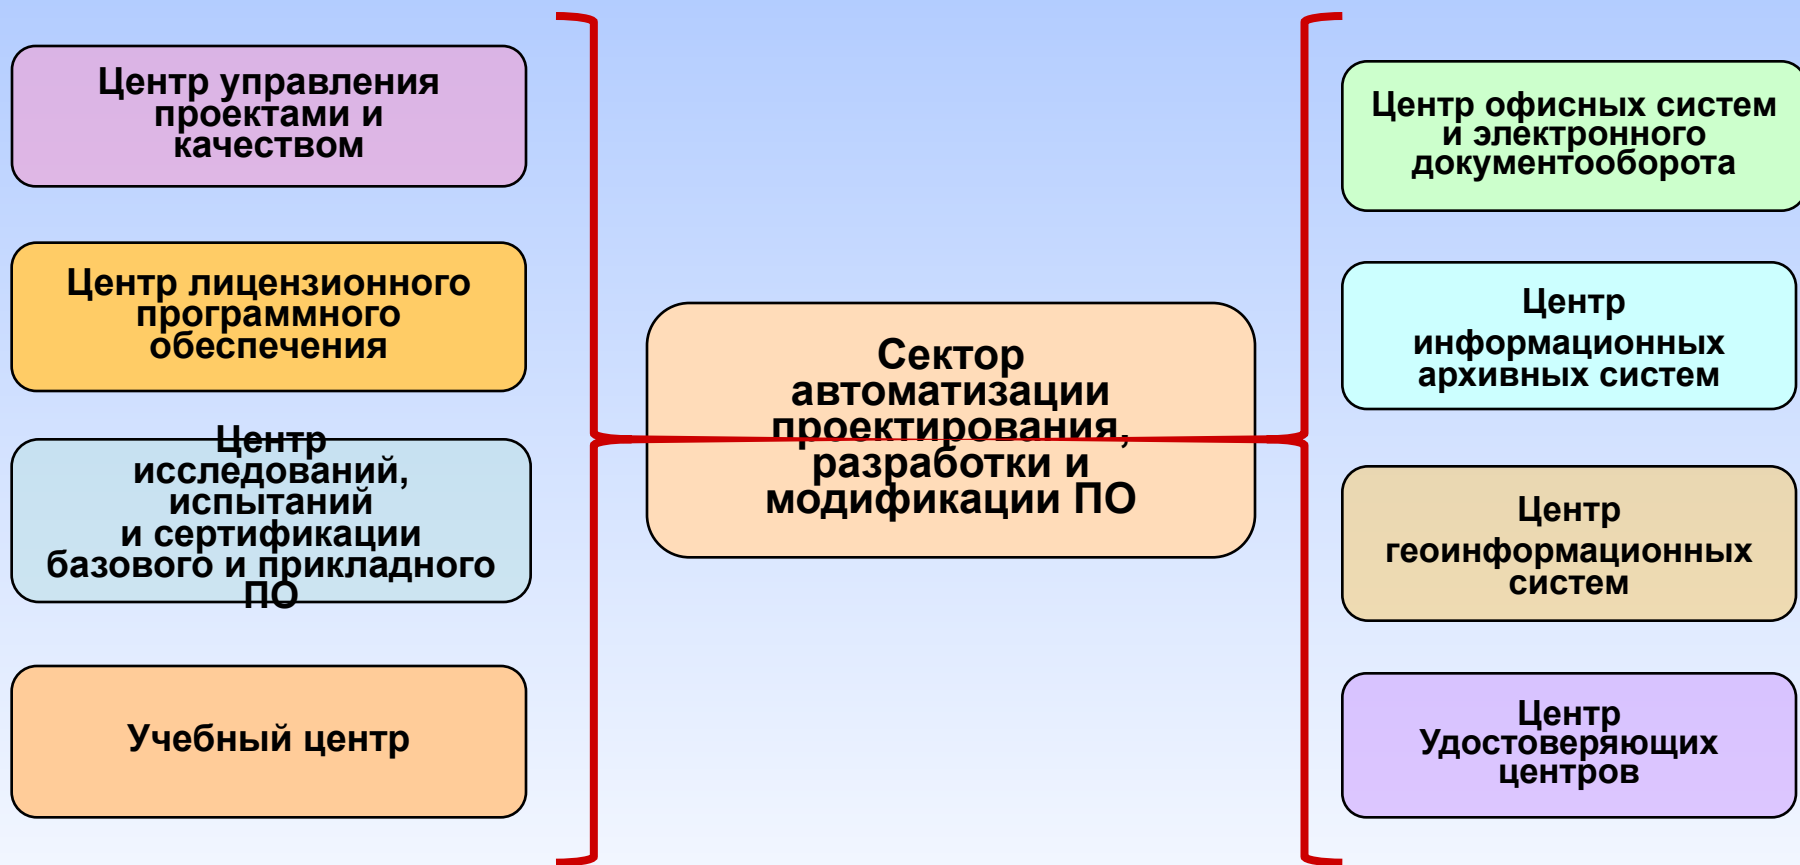 Центр управления
проектами и
качеством
Центр лицензионного
программного
обеспечения
Центр
исследований,
испытаний
и сертификации
базового и прикладного
ПО
Учебный центр
Сектор
автоматизации
проектирования,
разработки и
модификации ПО
Центр офисных систем
и электронного
документооборота
Центр
информационных
архивных систем
Центр
геоинформационных
систем
Центр
Удостоверяющих
центров